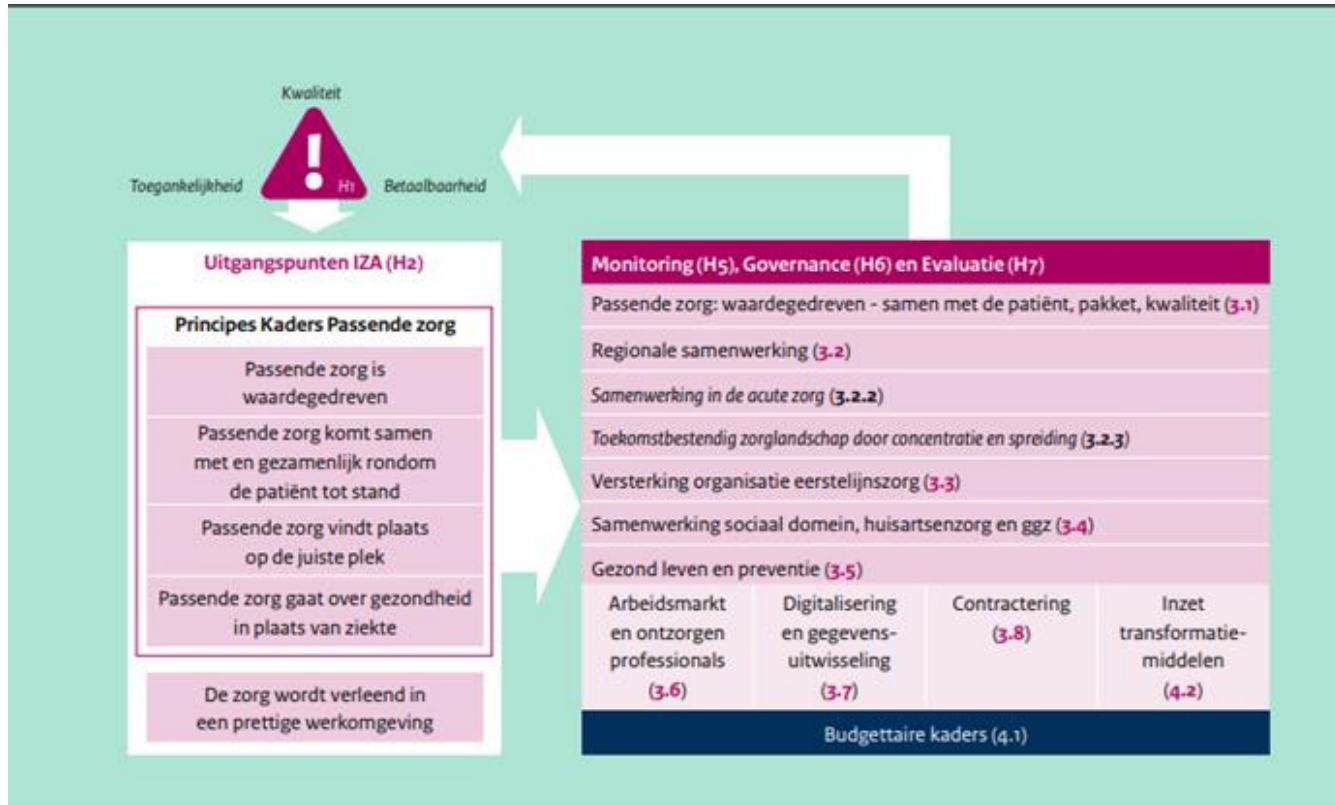 Kwaliteit
!
H1
Toegankelijkheid
Betaalbaarheid
Uitgangspunten IZA (H2)
Principes Kaders Passende zorg
Passende zorg is
waardegedreven
Passende zorg komt samen
met en gezamenlijk rondom
de patiënt tot stand
Passende zorg vindt plaats
op de juiste plek
Passende zorg gaat over gezondheid
in plaats van ziekte
De zorg wordt verleend in
een prettige werkomgeving
Monitoring (H5), Governance (H6) en Evaluatie (H7)
Passende zorg: waardegedreven - samen met de patiënt, pakket, kwaliteit (3.1)
Regionale samenwerking (3.2)
Samenwerking in de acute zorg (3.2.2)
Toekomstbestendig zorglandschap door concentratie en spreiding (3.2.3)
Versterking organisatie eerstelijnszorg (3.3)
Samenwerking sociaal domein, huisartsenzorg en ggz (3.4)
Gezond leven en preventie (3.5)
Arbeidsmarkt
en ontzorgen
professionals
(3.6)
Digitalisering
en gegevens-
uitwisseling
(3.7)
Contractering
(3.8)
Inzet
transformatie-
middelen
(4.2)
Budgettaire kaders (4.1)